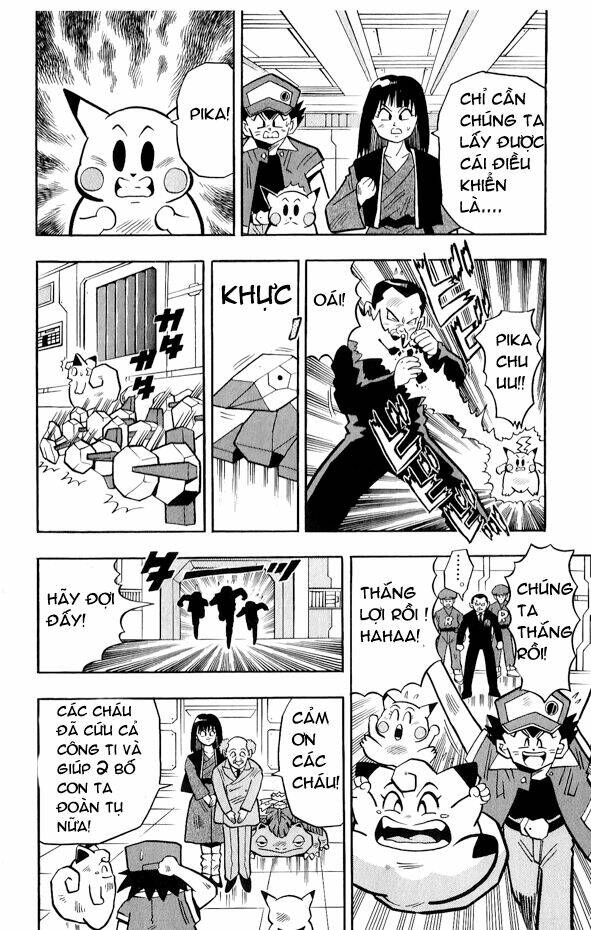 CHỈ CẦN
CHÚNG TA
LẤY ĐƯỢC
CÁI ĐIỀU
KHIỂN
LÀ....
PIKA!
PIKA
CHU
UU!!
OÁI!
KHỰC
CHÚNG
TA
THẮNG
RỒI!
......
THẮNG
LỢI RỒI !
HAHAA!
R
R
HÃY ĐỢI
ĐẤY!
CẢM
ƠN
CÁC
CHÁU!
CÁC CHÁU
ĐÃ CỨU CẢ
CÔNG TI VÀ
GIÚP 2 BỐ
CON TA
ĐOÀN TỤ
NỮA!